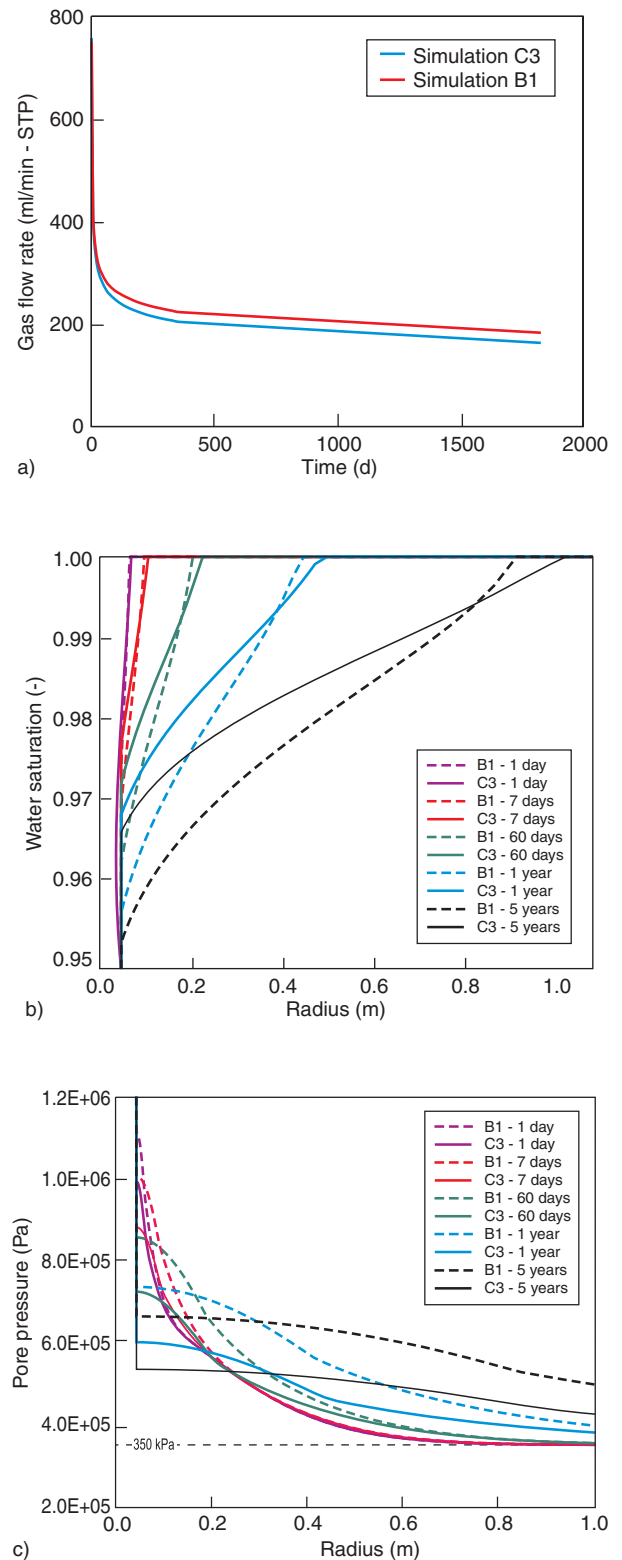 800
600
400
200
0
Gas flow rate (ml/min - STP)
Simulation C3
Simulation B1
0
500
1000
1500
2000
Time (d)
a)
1.00
0.99
0.98
0.97
0.96
0.95
Water saturation (-)
B1 - 1 day
C3 - 1 day
B1 - 7 days
C3 - 7 days
B1 - 60 days
C3 - 60 days
B1 - 1 year
C3 - 1 year
B1 - 5 years
C3 - 5 years
0.0
0.2
0.4
0.6
0.8
1.0
Radius (m)
b)
1.2E+06
1.0E+06
8.0E+05
6.0E+05
4.0E+05
2.0E+05
Pore pressure (Pa)
B1 - 1 day
C3 - 1 day
B1 - 7 days
C3 - 7 days
B1 - 60 days
C3 - 60 days
B1 - 1 year
C3 - 1 year
B1 - 5 years
C3 - 5 years
350 kPa
0.0
0.2
0.4
0.6
0.8
1.0
Radius (m)
c)